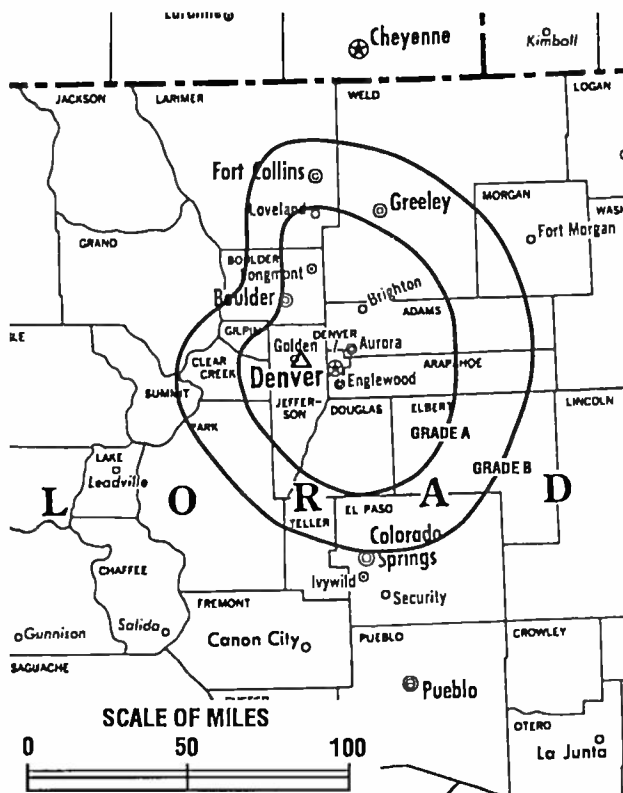 Laramie
Cheyenne
Kimball
JACKSON
LARIMER
WELD
LOGAN
Fort Collins
MORGAN
Loveland
Greeley
WASH
Fort Morgan
GRAND
BOULDER
Longmont
Boulder
Brighton
ADAMS
GILPIN
DENVER
Golden
Aurora
CLEAR
CREEK
ARAPAHOE
Denver
Englewood
SUMMIT
JEFFER-
SON
DOUGLAS
ELBERT
LINCOLN
PARK
GRADE A
LAKE
GRADE B
Leadville
L O R A D
EL PASO
TELLER
Colorado
Springs
CHAFFEE
Ivywild
Security
FREMONT
Salida
Gunnison
Canon City
PUEBLO
CROWLEY
SAGUACHE
Pueblo
SCALE OF MILES
OTERO
0 50 100
La Junta